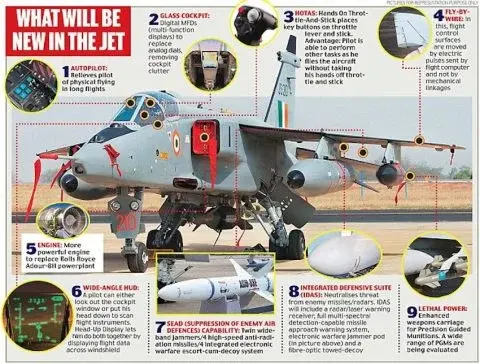 PICTURES FOR REPRESENTATION PURPOSE ONLY
WHAT WILL BE
NEW IN THE JET
1 AUTOPILOT:
Relieves pilot
of physical flying
in long flights
2 GLASS COCKPIT:
Digital MFDs
(multi-function
displays) to
replace analog
dials, removing
cockpit
clutter
3 HOTAS: Hands On Throt-
tle-And-Stick places
key buttons on throttle
lever and stick.
Advantage: Pilot is
able to perform
other tasks as he
flies the aircraft
without taking
his hands off throt-
tle and stick
4 FLY-BY-
WIRE: In
this, flight
control
surfaces
are moved
by electric
pulses sent by
flight computer
and not by
mechanical
linkages
5 ENGINE: More
powerful engine
to replace Rolls Royce
Adour-811 powerplant
6 WIDE-ANGLE HUD:
A pilot can either
look out the cockpit
window or put his
head down to scan
flight instruments.
Head-Up Display lets
him do both together by
displaying flight data
across windshield
7 SEAD (SUPPRESSION OF ENEMY AIR
DEFENCES) CAPABILITY: Twin wide-
band jammers/4 high-speed anti-radi-
ation missiles/4 integrated electronic
warfare escort-cum-decoy system
8 INTEGRATED DEFENSIVE SUITE
(IDAS): Neutralises threat
from enemy missiles/radars. IDAS,
will include a radar/laser warning
receiver, full multi-spectral
detection-capable missile
approach warning system,
electronic warfare jammer pod
(in picture above) and a
fibre-optic towed-decoy
9 LETHAL POWER:
Enhanced
weapons carriage
for Precision Guided
Munitions. A wide
range of PGMs are
being evaluated